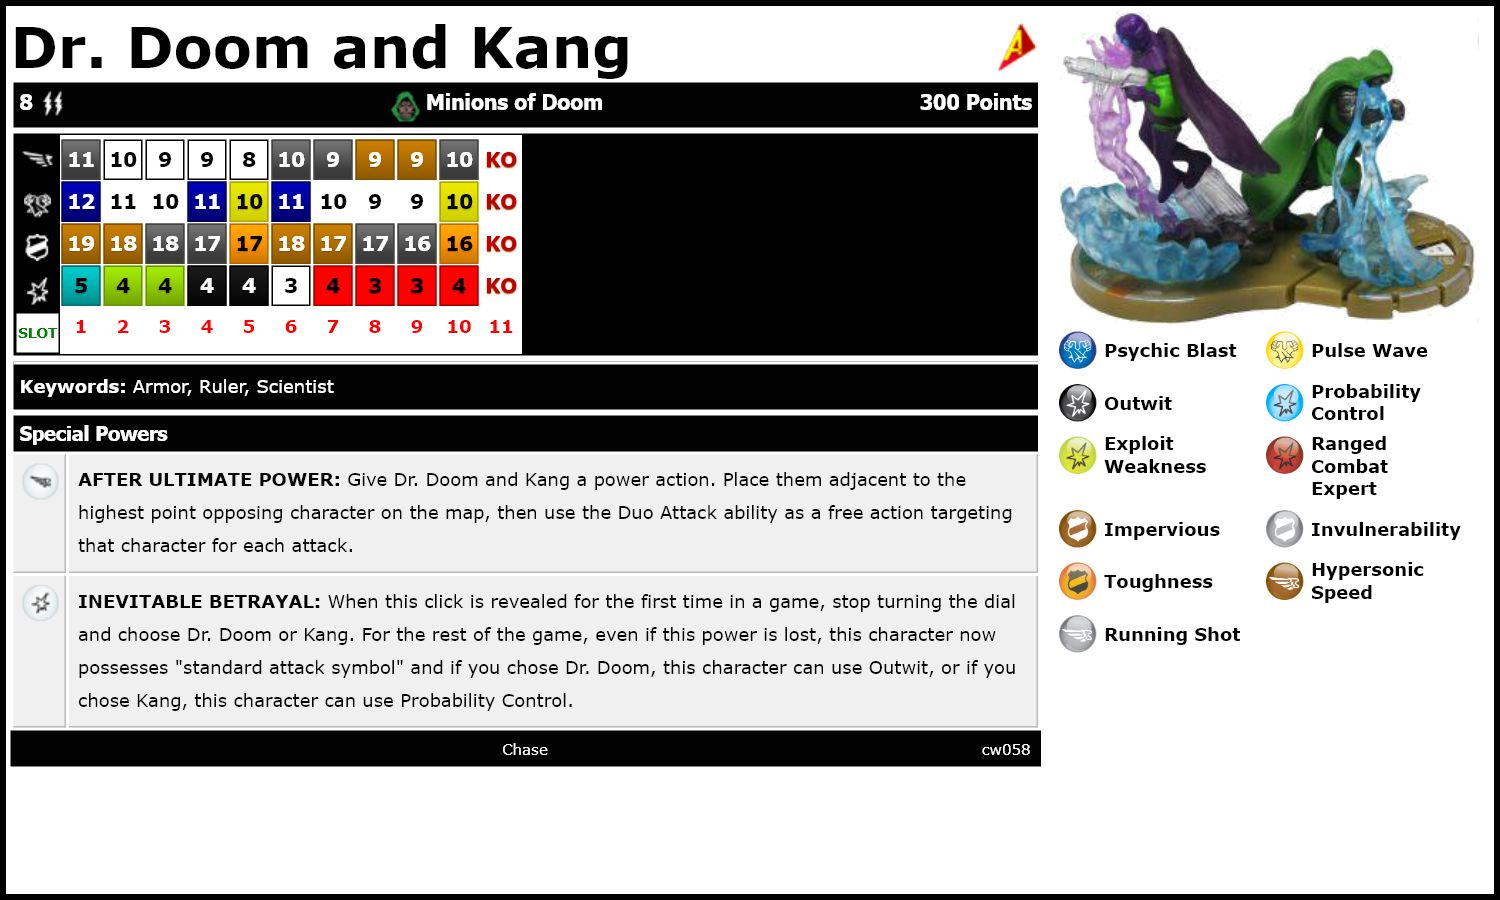 Dr. Doom and Kang
A
8 Minions of Doom 300 Points
11 10 9 9 8 10 9 9 9 10 KO
12 11 10 11 10 11 10 9 9 10 KO
19 18 18 17 17 18 17 17 16 16 KO
5 4 4 4 4 3 4 3 3 4 KO
SLOT 1 2 3 4 5 6 7 8 9 10 11
Keywords: Armor, Ruler, Scientist
Special Powers
AFTER ULTIMATE POWER: Give Dr. Doom and Kang a power action. Place them adjacent to the
highest point opposing character on the map, then use the Duo Attack ability as a free action targeting
that character for each attack.
INEVITABLE BETRAYAL: When this click is revealed for the first time in a game, stop turning the dial
and choose Dr. Doom or Kang. For the rest of the game, even if this power is lost, this character now
possesses "standard attack symbol" and if you chose Dr. Doom, this character can use Outwit, or if you
chose Kang, this character can use Probability Control.
Chase cw058
Psychic Blast
Pulse Wave
Outwit
Probability
Control
Exploit
Weakness
Ranged
Combat
Expert
Impervious
Invulnerability
Toughness
Hypersonic
Speed
Running Shot